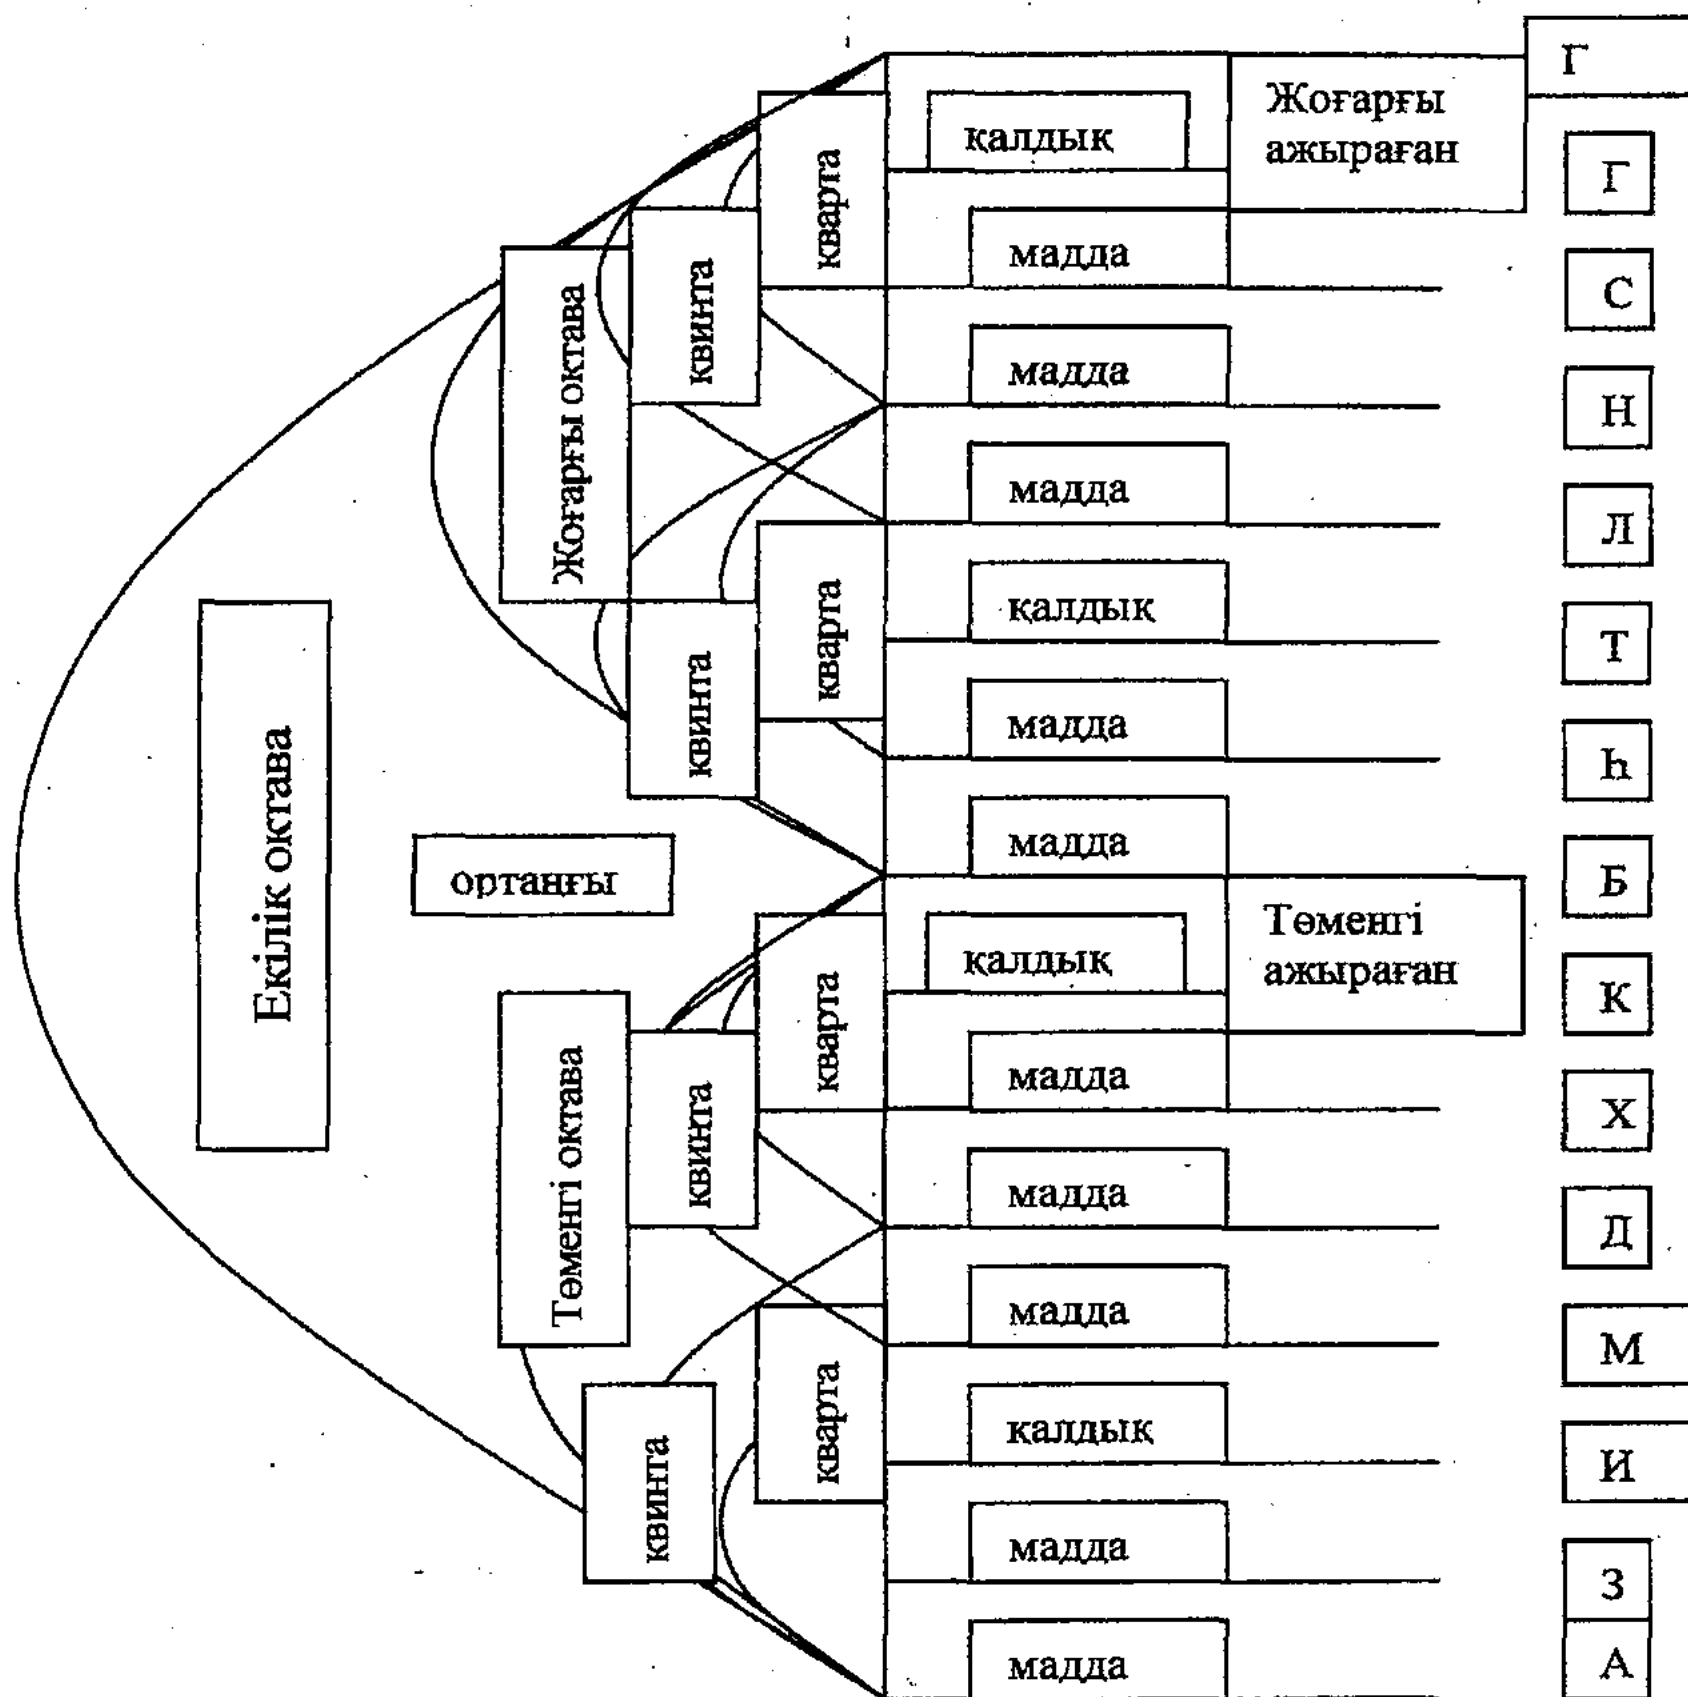 Г
Жоғарғы
ажыраған
қалдық
Г
кварта
мадда
С
квинта
Жоғарғы октава
мадда
Н
мадда
Л
қалдық
Т
кварта
квинта
мадда
һ
Екілік октава
мадда
ортаңғы
Б
Төменгі
ажыраған
қалдық
К
кварта
мадда
Х
квинта
Төменгі октава
мадда
Д
мадда
М
кварта
қалдық
И
квинта
мадда
З
мадда
А